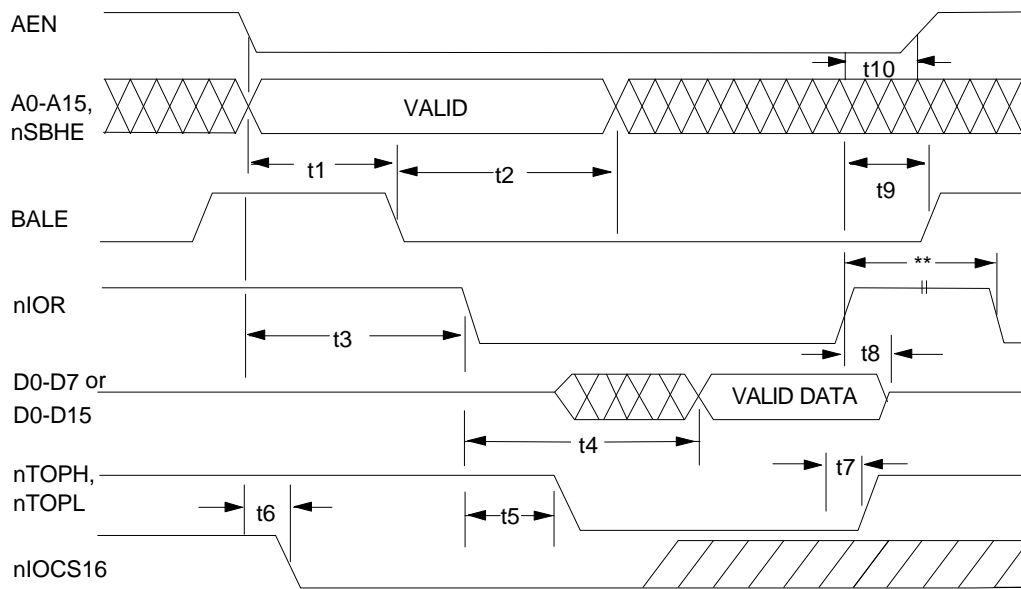 AEN
t10
A0-A15,
nSBHE
VALID
t1
t2
t9
BALE
**
nIOR
t3
t8
D0-D7 or
D0-D15
VALID DATA
t4
nTOPH,
nTOPL
t7
t6
t5
nIOCS16